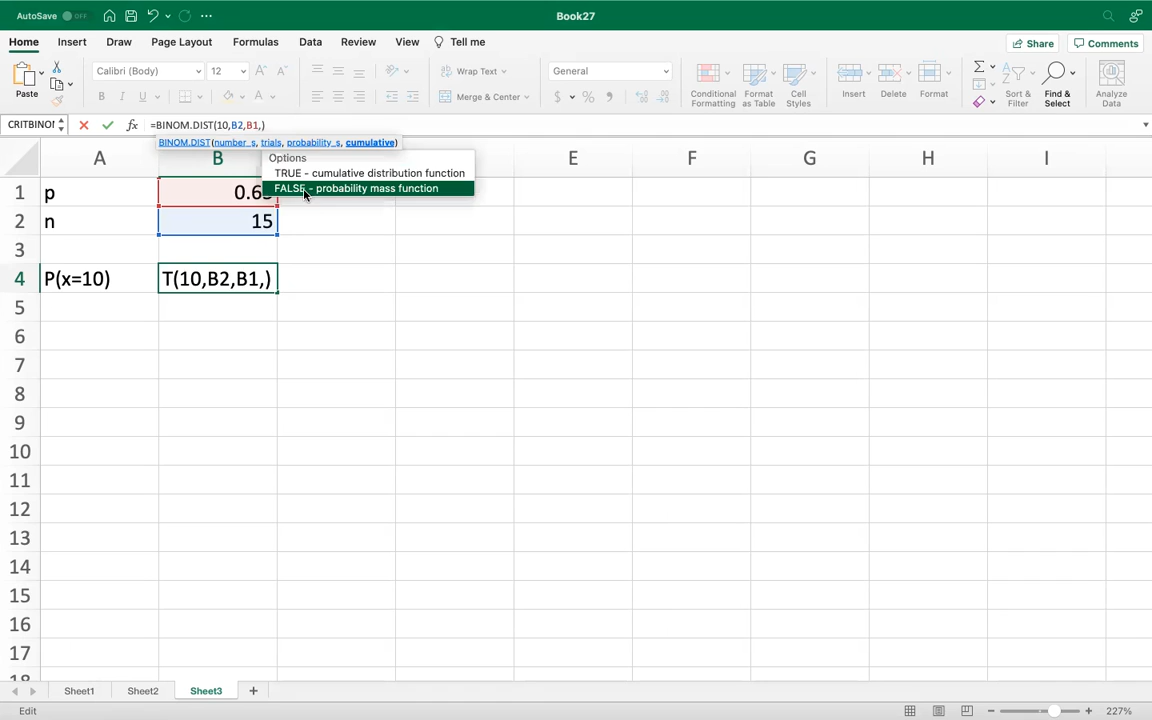 AutoSave
Book27
Home Insert Draw Page Layout Formulas Data Review View Tell me
Share Comments
Paste
Calibri (Body) 12
B I U A
Wrap Text
Merge & Center
General
$ %
Conditional Formatting
Format as Table
Cell Styles
Insert Delete Format
Sort & Filter
Find & Select
Analyze Data
fx =BINOM.DIST(10,B2,B1,)
BINOM.DIST(number_s, trials, probability_s, cumulative)
Options
TRUE - cumulative distribution function
FALSE - probability mass function
A B E F G H I
1 p
2 n 15
3
4 P(x=10) T(10,B2,B1,)
5
6
7
8
9
10
11
12
13
14
15
16
17
Sheet1 Sheet2 Sheet3
Edit
227%